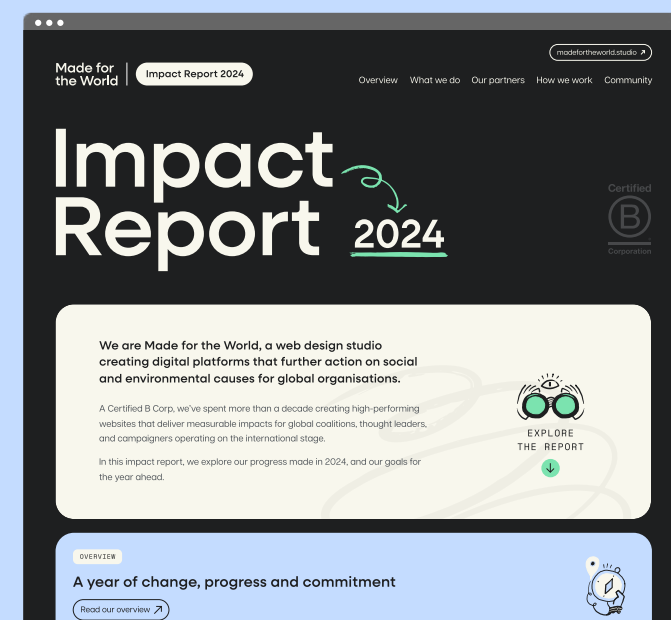 madefortheworld.studio
Made for
the World
Impact Report 2024
Overview What we do Our partners How we work Community
Impact
Report
2024
Certified
B
Corporation
We are Made for the World, a web design studio
creating digital platforms that further action on social
and environmental causes for global organisations.
A Certified B Corp, we've spent more than a decade creating high-performing
websites that deliver measurable impacts for global coalitions, thought leaders,
and campaigners operating on the international stage.
In this impact report, we explore our progress made in 2024, and our goals for
the year ahead.
EXPLORE
THE REPORT
OVERVIEW
A year of change, progress and commitment
Read our overview